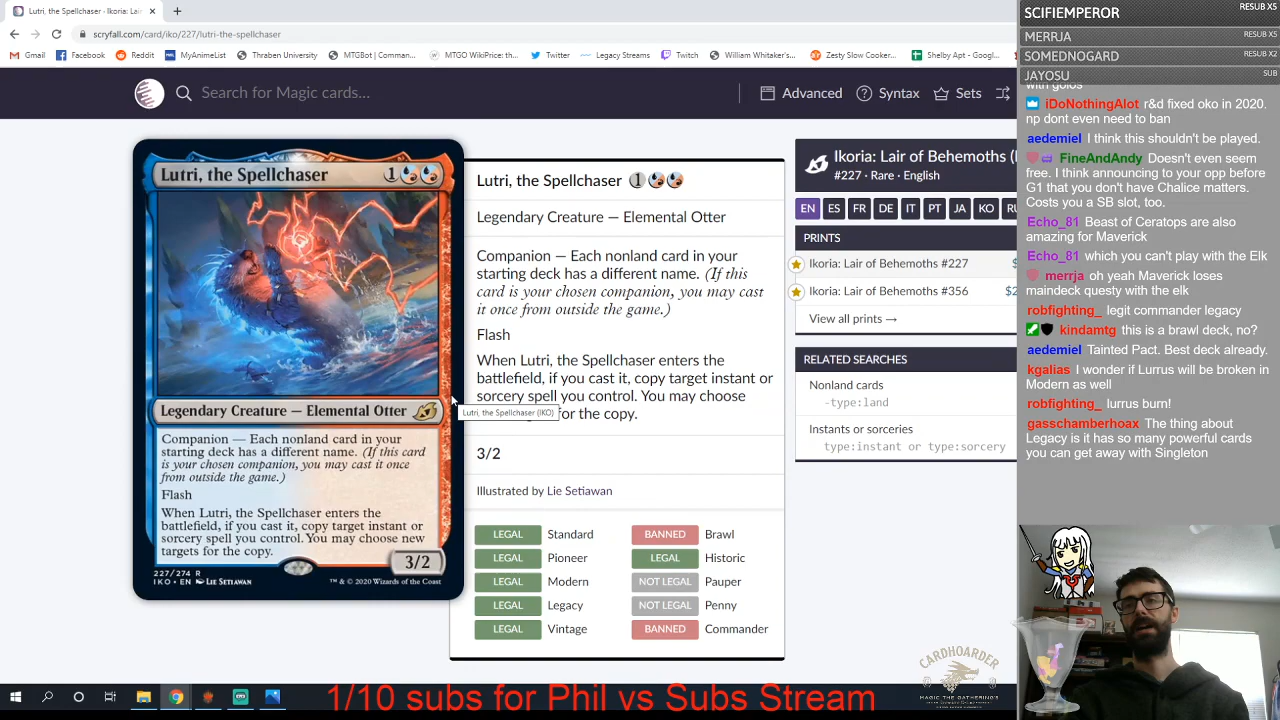 Lutri, the Spellchaser - Ikoria: Lair
scryfall.com/card/iko/227/lutri-the-spellchaser
Gmail Facebook Reddit MyAnimeList Thraben University MTGBot | Comman... MTGO WikiPrice: th... Twitter Legacy Streams Twitch William Whitaker's... Zesty Slow Cooker... Shelby Apt - Googl...
Search for Magic cards... Advanced Syntax Sets
Lutri, the Spellchaser 1
Legendary Creature — Elemental Otter
Companion — Each nonland card in your
starting deck has a different name. (If this
card is your chosen companion, you may cast it once
from outside the game.)
Flash
When Lutri, the Spellchaser enters the
battlefield, if you cast it, copy target instant or
sorcery spell you control. You may choose new
targets for the copy.
3/2
227/274 R
IKO • EN LIE SETIAWAN
™ & © 2020 Wizards of the Coast
Lutri, the Spellchaser 1
Legendary Creature — Elemental Otter
Companion — Each nonland card in your
starting deck has a different name. (If this
card is your chosen companion, you may cast
it once from outside the game.)
Flash
When Lutri, the Spellchaser enters the
battlefield, if you cast it, copy target instant or
sorcery spell you control. You may choose
for the copy.
Lutri, the Spellchaser (IKO)
3/2
Illustrated by Lie Setiawan
LEGAL Standard BANNED Brawl
LEGAL Pioneer LEGAL Historic
LEGAL Modern NOT LEGAL Pauper
LEGAL Legacy NOT LEGAL Penny
LEGAL Vintage BANNED Commander
Ikoria: Lair of Behemoths (
#227 · Rare · English
EN ES FR DE IT PT JA KO RU
PRINTS
Ikoria: Lair of Behemoths #227 $
Ikoria: Lair of Behemoths #356 $2
View all prints →
RELATED SEARCHES
Nonland cards
-type:land
Instants or sorceries
type:instant or type:sorcery
SCIFIEMPEROR RESUB X5
MERRJA RESUB X5
SOMEDNOGARD RESUB X2
JAYOSU SUB
with golos
iDoNothingAlot r&d fixed oko in 2020.
np dont even need to ban
aedemiel I think this shouldn't be played.
FineAndAndy Doesn't even seem
free. I think announcing to your opp before
G1 that you don't have Chalice matters.
Costs you a SB slot, too.
Echo_81 Beast of Ceratops are also
amazing for Maverick
Echo_81 which you can't play with the Elk
merrja oh yeah Maverick loses
maindeck questy with the elk
robfighting_ legit commander legacy
kindamtg this is a brawl deck, no?
aedemiel Tainted Pact. Best deck already.
kgalias I wonder if Lurrus will be broken in
Modern as well
robfighting_ lurrus burn!
gasschamberhoax The thing about
Legacy is it has so many powerful cards
you can get away with Singleton
CARDHOARDER
MAGIC THE GATHERING'S
1/10 subs for Phil vs Subs Stream